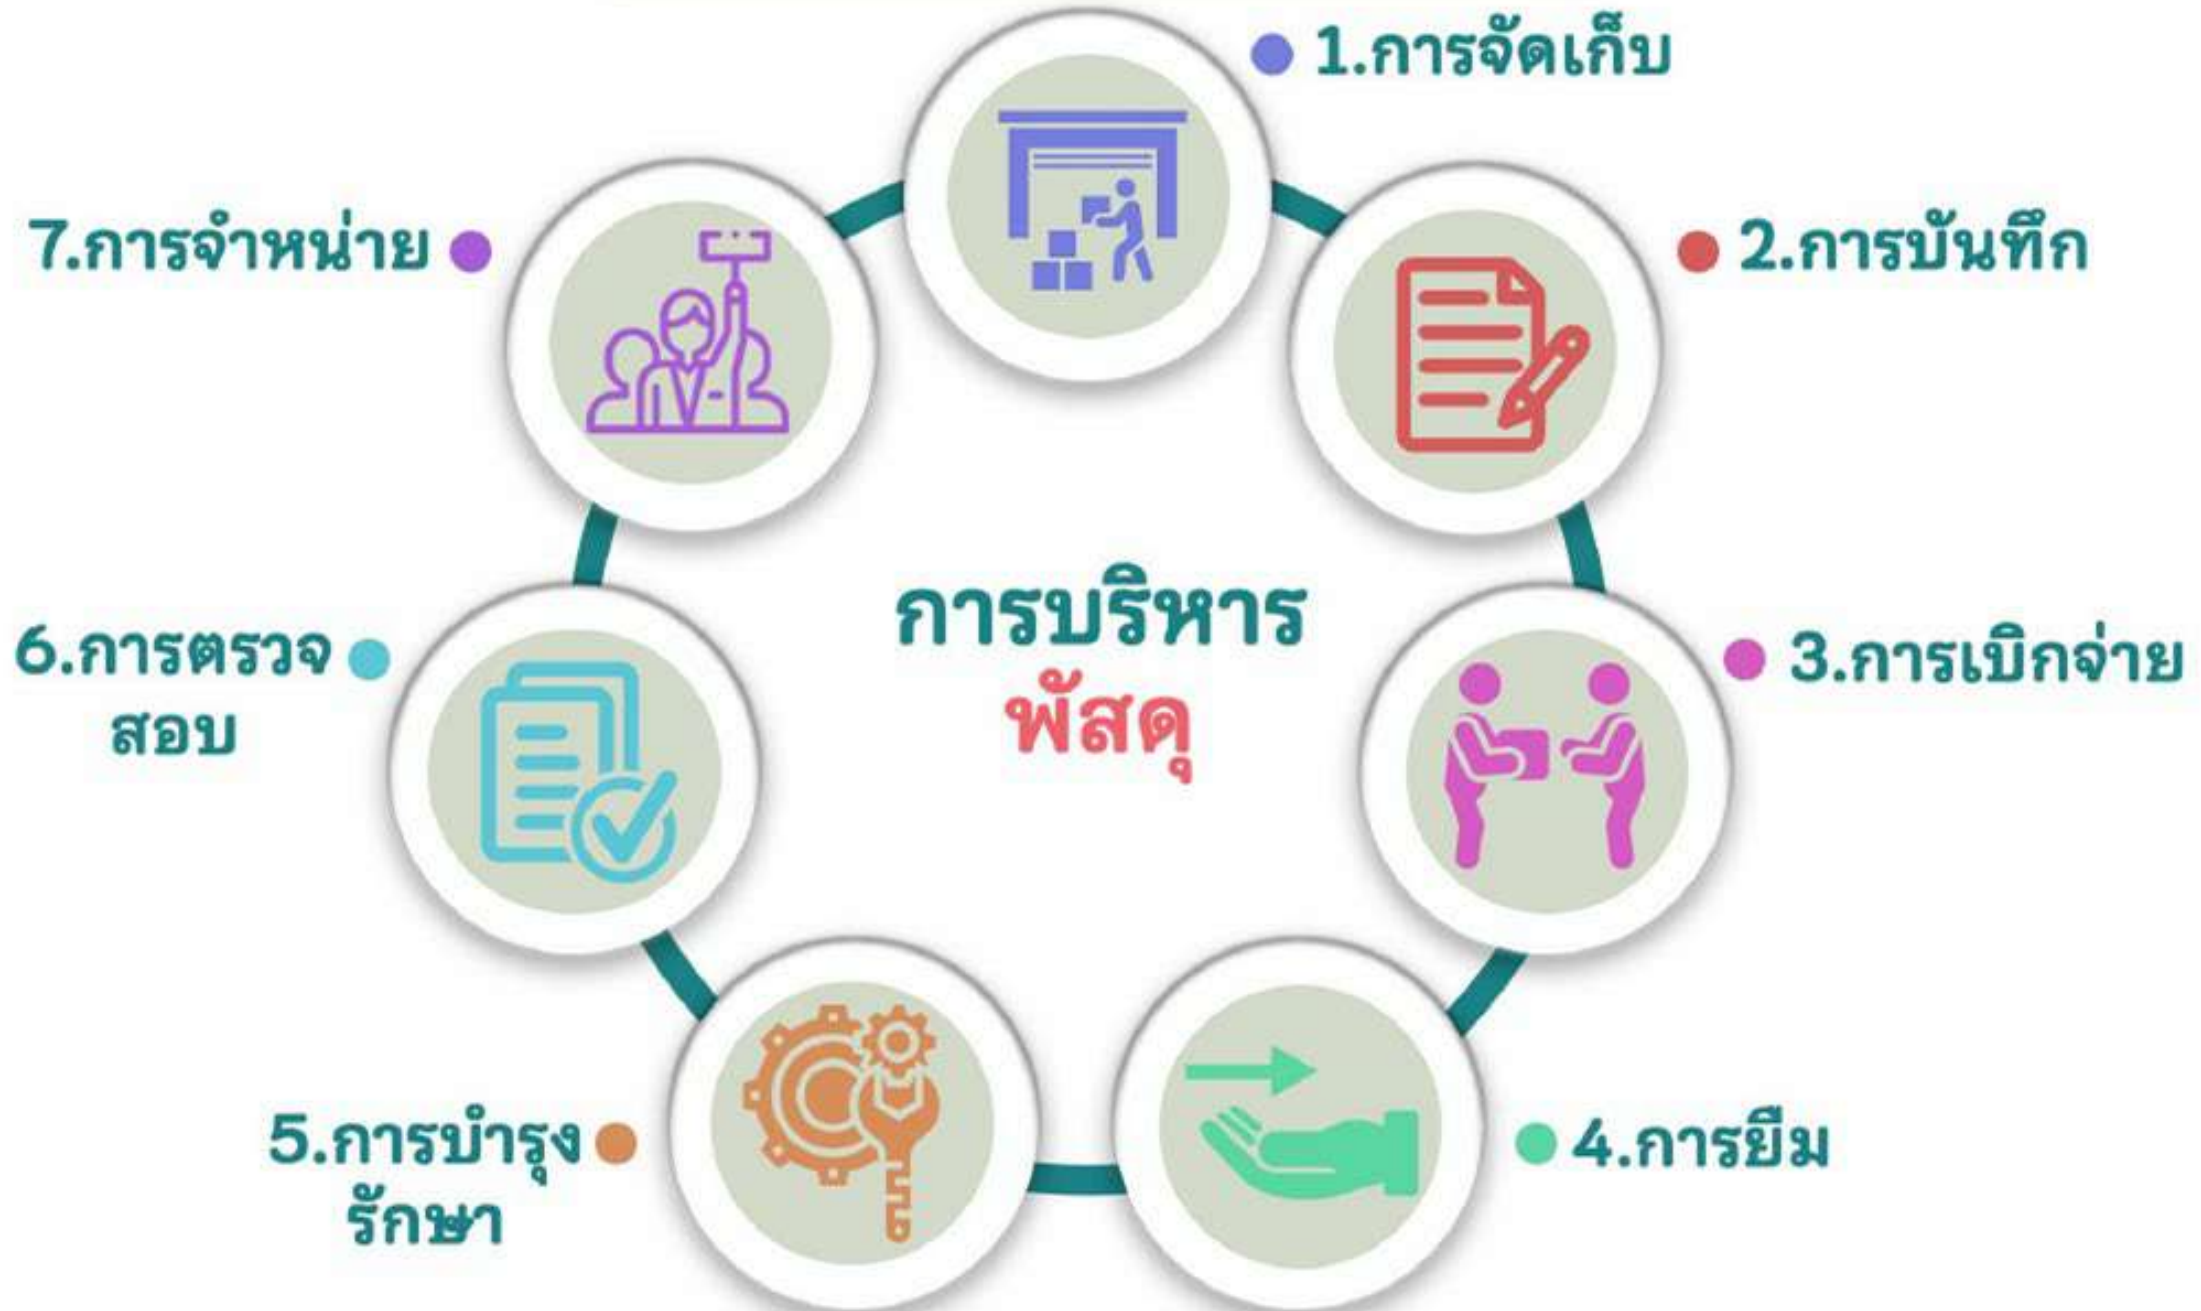 1.การจัดเก็บ
2.การบันทึก
3.การเบิกจ่าย
4.การยืม
5.การบำรุง
รักษา
6.การตรวจ
สอบ
7.การจำหน่าย
การบริหาร
พัสดุ